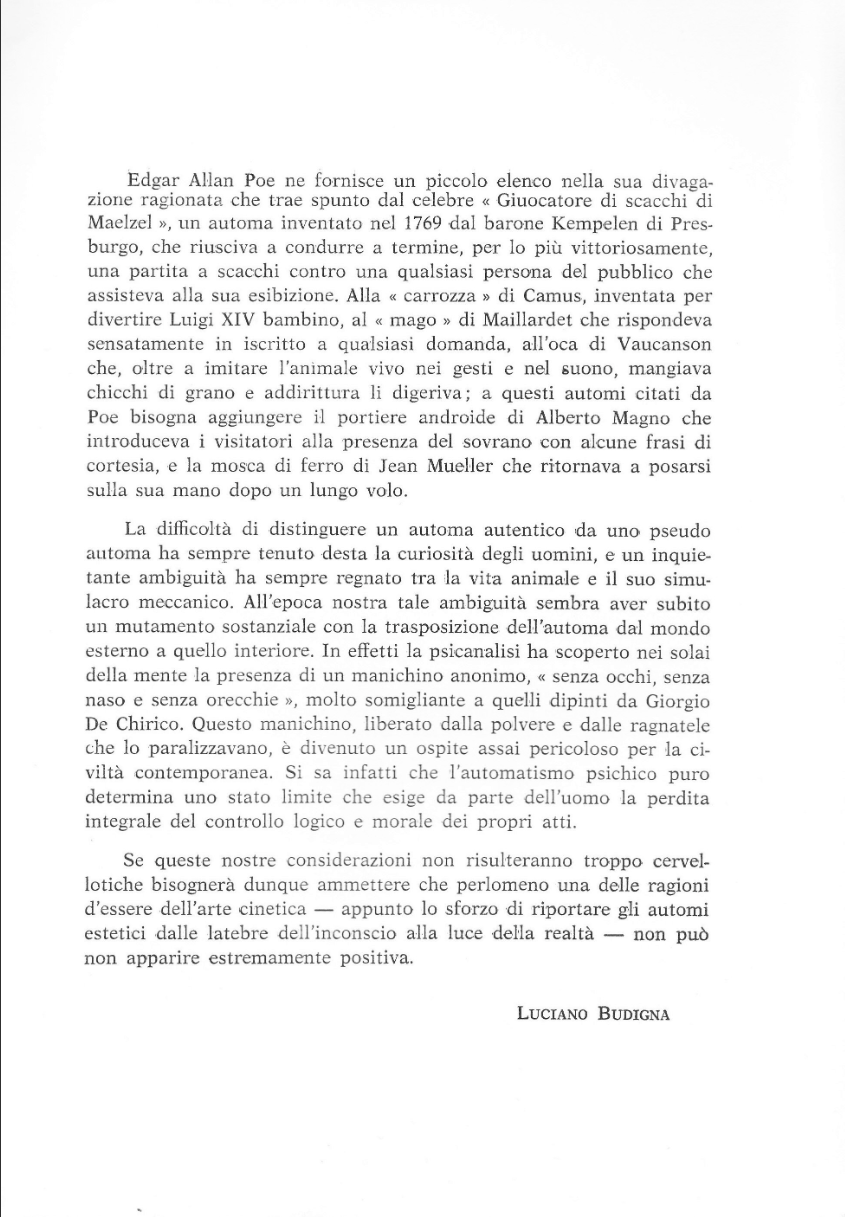 Edgar Allan Poe ne fornisce un piccolo elenco nella sua divaga-
zione ragionata che trae spunto dal celebre « Giuocatore di scacchi di
Maelzel », un automa inventato nel 1769 dal barone Kempelen di Pres-
burgo, che riusciva a condurre a termine, per lo più vittoriosamente,
una partita a scacchi contro una qualsiasi persona del pubblico che
assisteva alla sua esibizione. Alla « carrozza » di Camus, inventata per
divertire Luigi XIV bambino, al « mago » di Maillardet che rispondeva
sensatamente in iscritto a qualsiasi domanda, all'oca di Vaucanson
che, oltre a imitare l'animale vivo nei gesti e nel suono, mangiava
chicchi di grano e addirittura li digeriva; a questi automi citati da
Poe bisogna aggiungere il portiere androide di Alberto Magno che
introduceva i visitatori alla presenza del sovrano con alcune frasi di
cortesia, e la mosca di ferro di Jean Mueller che ritornava a posarsi
sulla sua mano dopo un lungo volo.
La difficoltà di distinguere un automa autentico da uno pseudo
automa ha sempre tenuto desta la curiosità degli uomini, e un inquie-
tante ambiguità ha sempre regnato tra la vita animale e il suo simu-
lacro meccanico. All'epoca nostra tale ambiguità sembra aver subito
un mutamento sostanziale con la trasposizione dell'automa dal mondo
esterno a quello interiore. In effetti la psicanalisi ha scoperto nei solai
della mente la presenza di un manichino anonimo, « senza occhi, senza
naso e senza orecchie », molto somigliante a quelli dipinti da Giorgio
De Chirico. Questo manichino, liberato dalla polvere e dalle ragnatele
che lo paralizzavano, è divenuto un ospite assai pericoloso per la ci-
viltà contemporanea. Si sa infatti che l'automatismo psichico puro
determina uno stato limite che esige da parte dell'uomo la perdita
integrale del controllo logico e morale dei propri atti.
Se queste nostre considerazioni non risulteranno troppo cervel-
lotiche bisognerà dunque ammettere che perlomeno una delle ragioni
d'essere dell'arte cinetica — appunto lo sforzo di riportare gli automi
estetici dalle latebre dell'inconscio alla luce della realtà — non può
non apparire estremamente positiva.
LUCIANO BUDIGNA